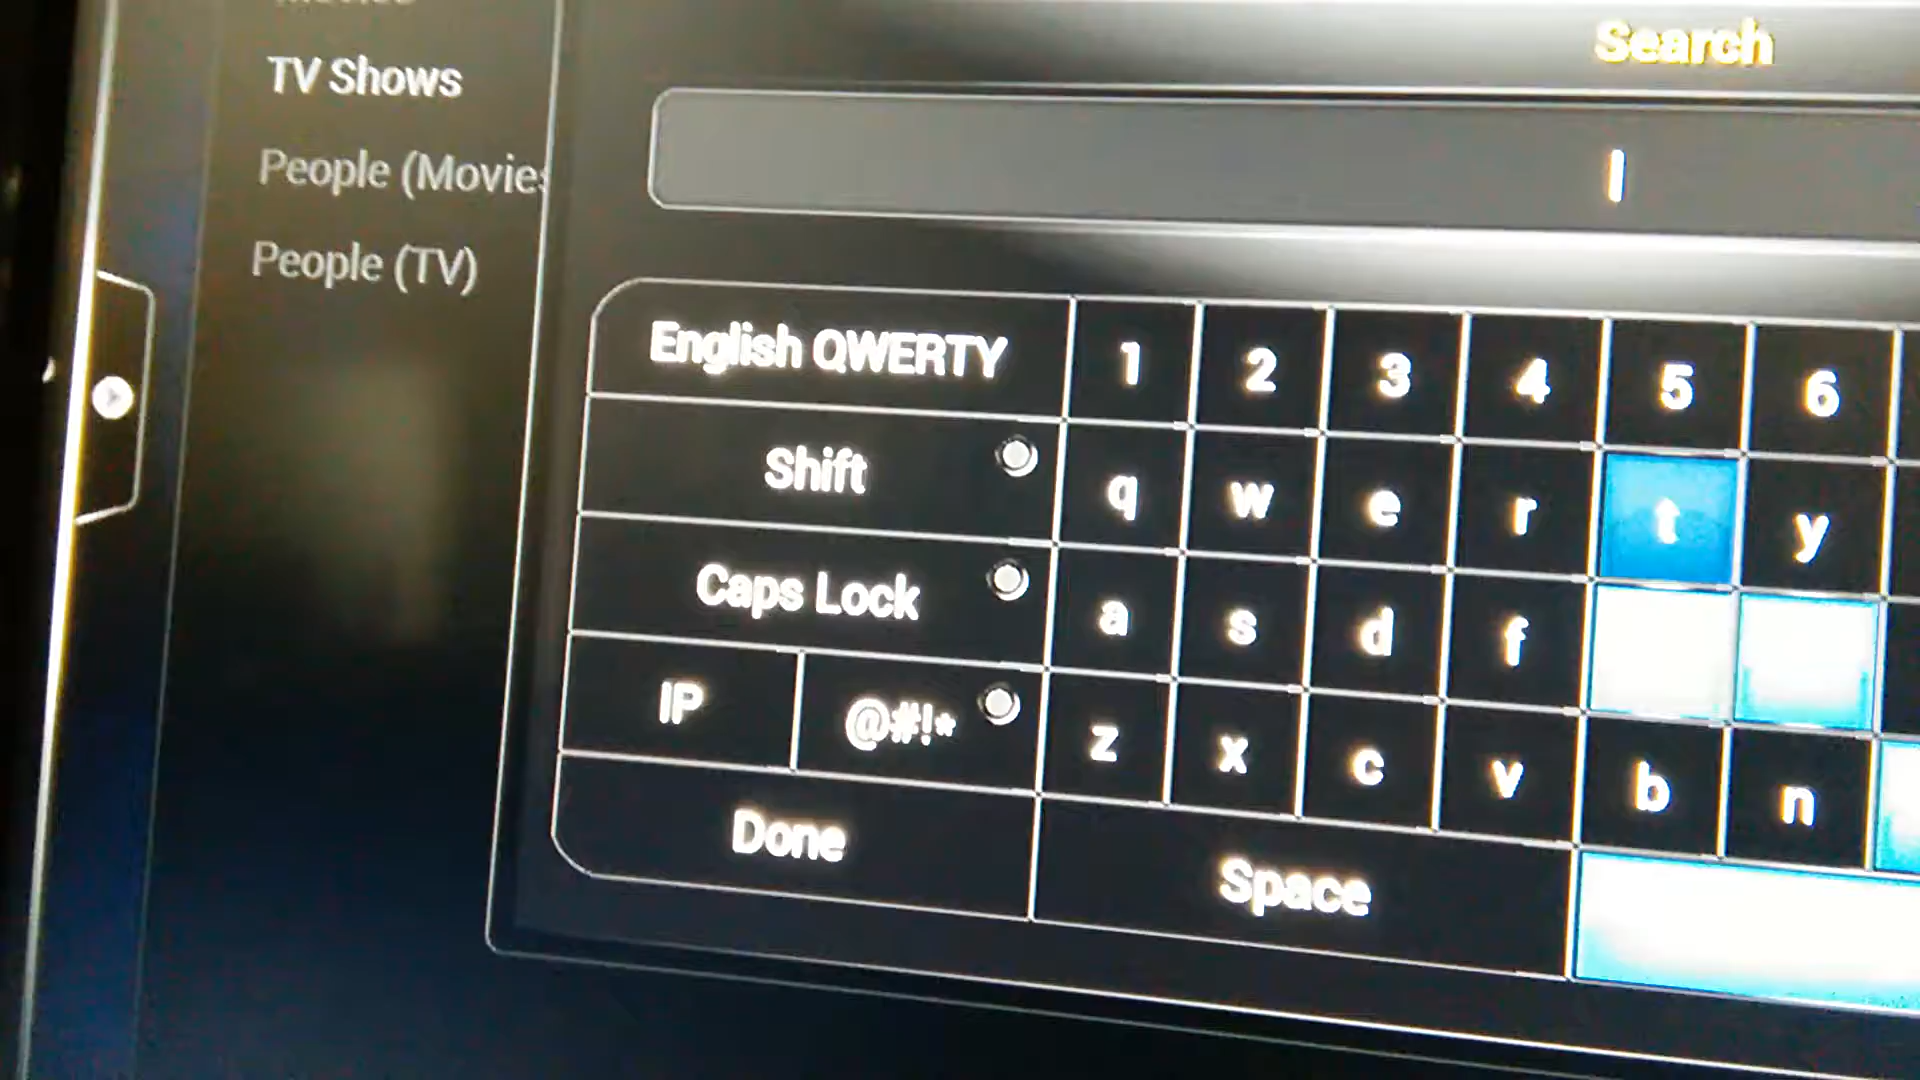 TV Shows
People (Movies
People (TV)
Search
English QWERTY 1 2 3 4 5 6
Shift q w e r t y
Caps Lock a s d f
IP @#!* z x c v b n
Done Space